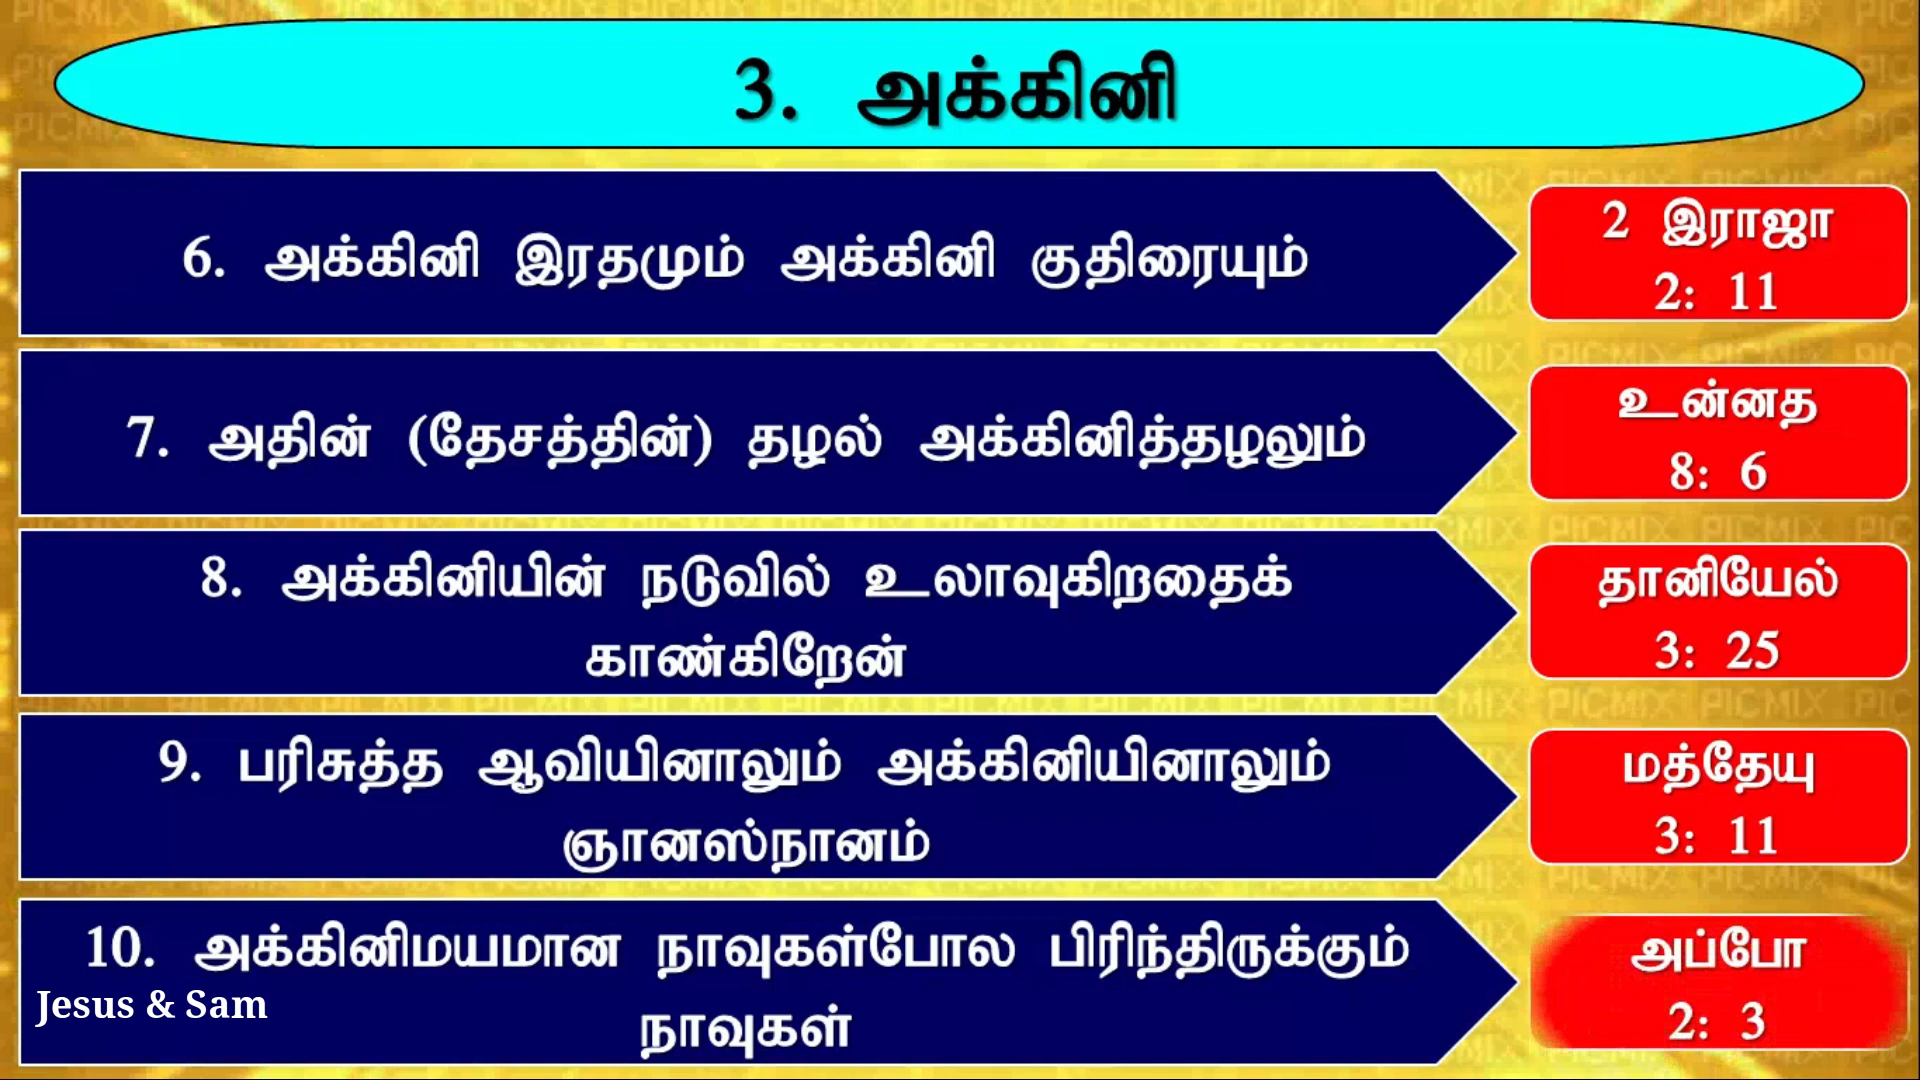 3. அக்கினி
6. அக்கினி இரதமும் அக்கினி குதிரையும்
2 இராஜா
2: 11
7. அதின் (தேசத்தின்) தழல் அக்கினித்தழலும்
உன்னத
8: 6
8. அக்கினியின் நடுவில் உலாவுகிறதைக்
காண்கிறேன்
தானியேல்
3: 25
9. பரிசுத்த ஆவியினாலும் அக்கினியினாலும்
ஞானஸ்நானம்
மத்தேயு
3: 11
10. அக்கினிமயமான நாவுகள்போல பிரிந்திருக்கும்
நாவுகள்
அப்போ
2: 3
Jesus & Sam